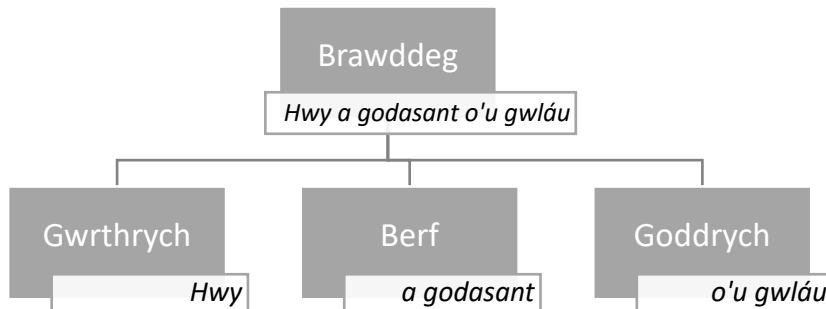 Brawddeg
Hwy a godasant o'u gwláu
Gwrthrych
Hwy
Berf
a godasant
Goddrych
o'u gwláu